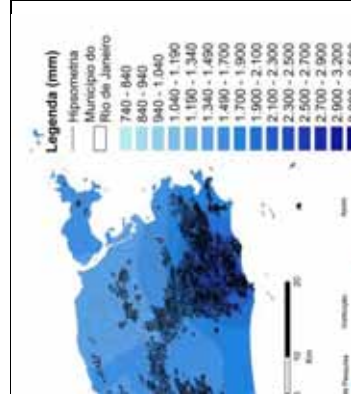 Legenda (mm)
Hipsometria
Município do
Rio de Janeiro
740 - 840
840 - 940
940 - 1.040
1.040 - 1.190
1.190 - 1.340
1.340 - 1.490
1.490 - 1.700
1.700 - 1.900
1.900 - 2.100
2.100 - 2.300
2.300 - 2.500
2.500 - 2.700
2.700 - 2.900
2.900 - 3.200
10
20
Km
Pesquisa
Instituição
Apoio